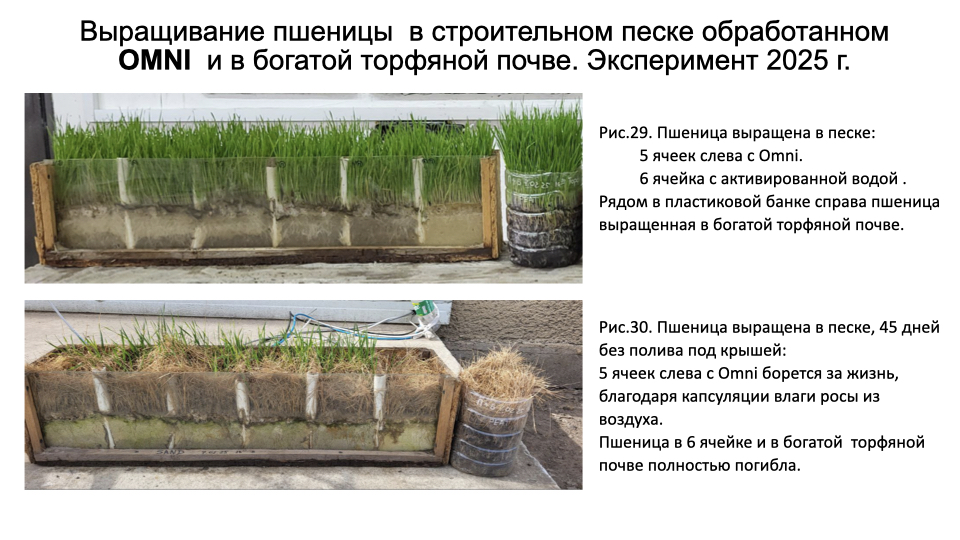 Выращивание пшеницы в строительном песке обработанном
OMNI и в богатой торфяной почве. Эксперимент 2025 г.
Рис.29. Пшеница выращена в песке:
5 ячеек слева с Omni.
6 ячейка с активированной водой .
Рядом в пластиковой банке справа пшеница
выращенная в богатой торфяной почве.
Рис.30. Пшеница выращена в песке, 45 дней
без полива под крышей:
5 ячеек слева с Omni борется за жизнь,
благодаря капсуляции влаги росы из
воздуха.
Пшеница в 6 ячейке и в богатой торфяной
почве полностью погибла.
SAND